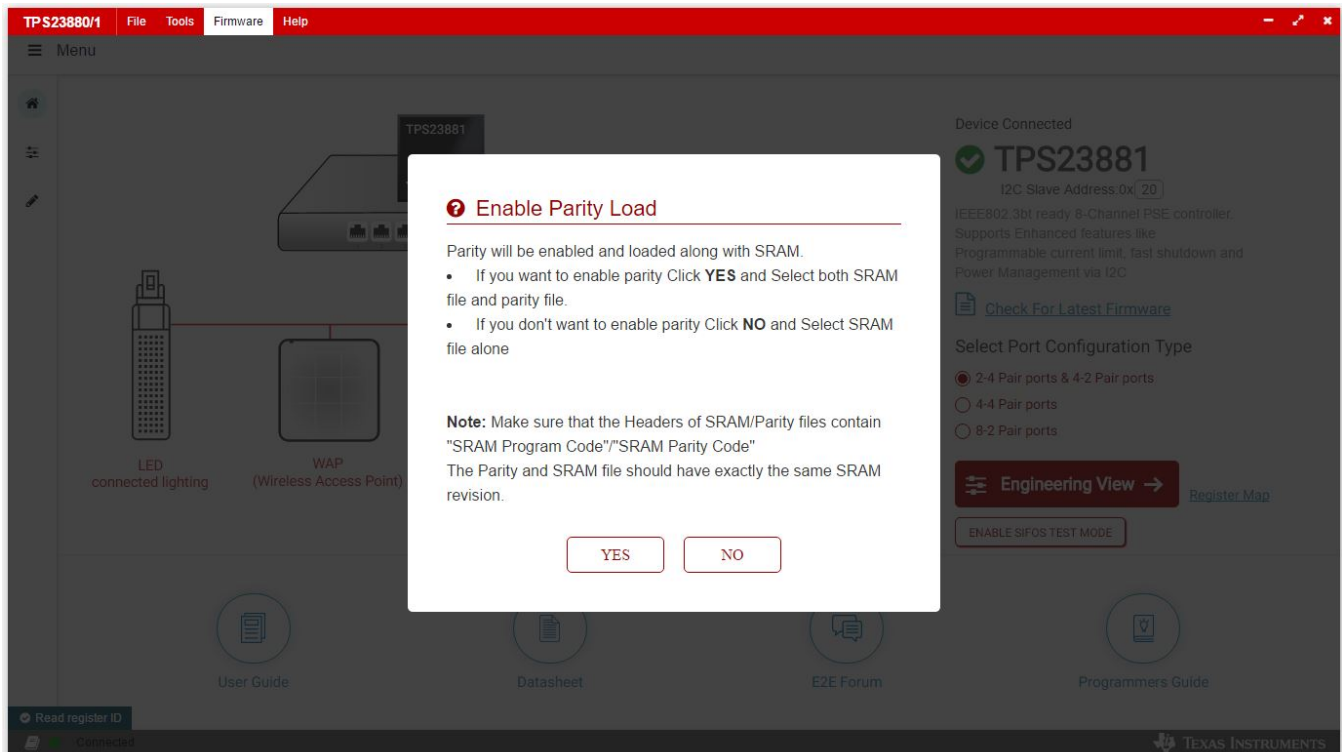 TPS23880/1 File Tools Firmware Help
Menu
TPS23881
Device Connected
TPS23881
I2C Slave Address:0x 20
IEEE802.3bt ready 8-Channel PSE controller.
Supports Enhanced features like
Programmable current limit, fast shutdown and
Power Management via I2C
Check For Latest Firmware
Select Port Configuration Type
2-4 Pair ports & 4-2 Pair ports
4-4 Pair ports
8-2 Pair ports
Engineering View → Register Map
ENABLE SIFOS TEST MODE
Enable Parity Load
Parity will be enabled and loaded along with SRAM.
• If you want to enable parity Click YES and Select both SRAM
file and parity file.
• If you don't want to enable parity Click NO and Select SRAM
file alone
Note: Make sure that the Headers of SRAM/Parity files contain
"SRAM Program Code"/"SRAM Parity Code"
The Parity and SRAM file should have exactly the same SRAM
revision.
YES NO
LED
connected lighting
WAP
(Wireless Access Point)
User Guide Datasheet E2E Forum Programmers Guide
Read register ID
Connected
TEXAS INSTRUMENTS